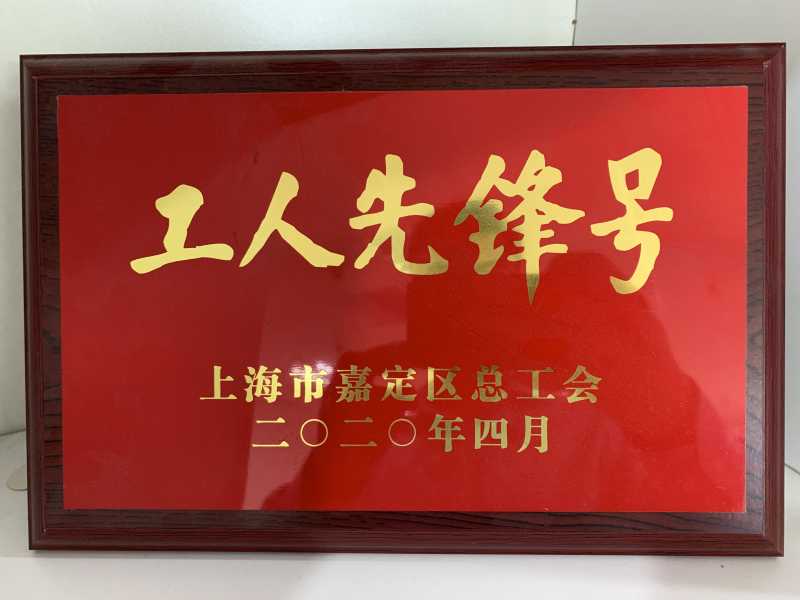 工人先锋号
上海市嘉定区总工会
二〇二〇年四月